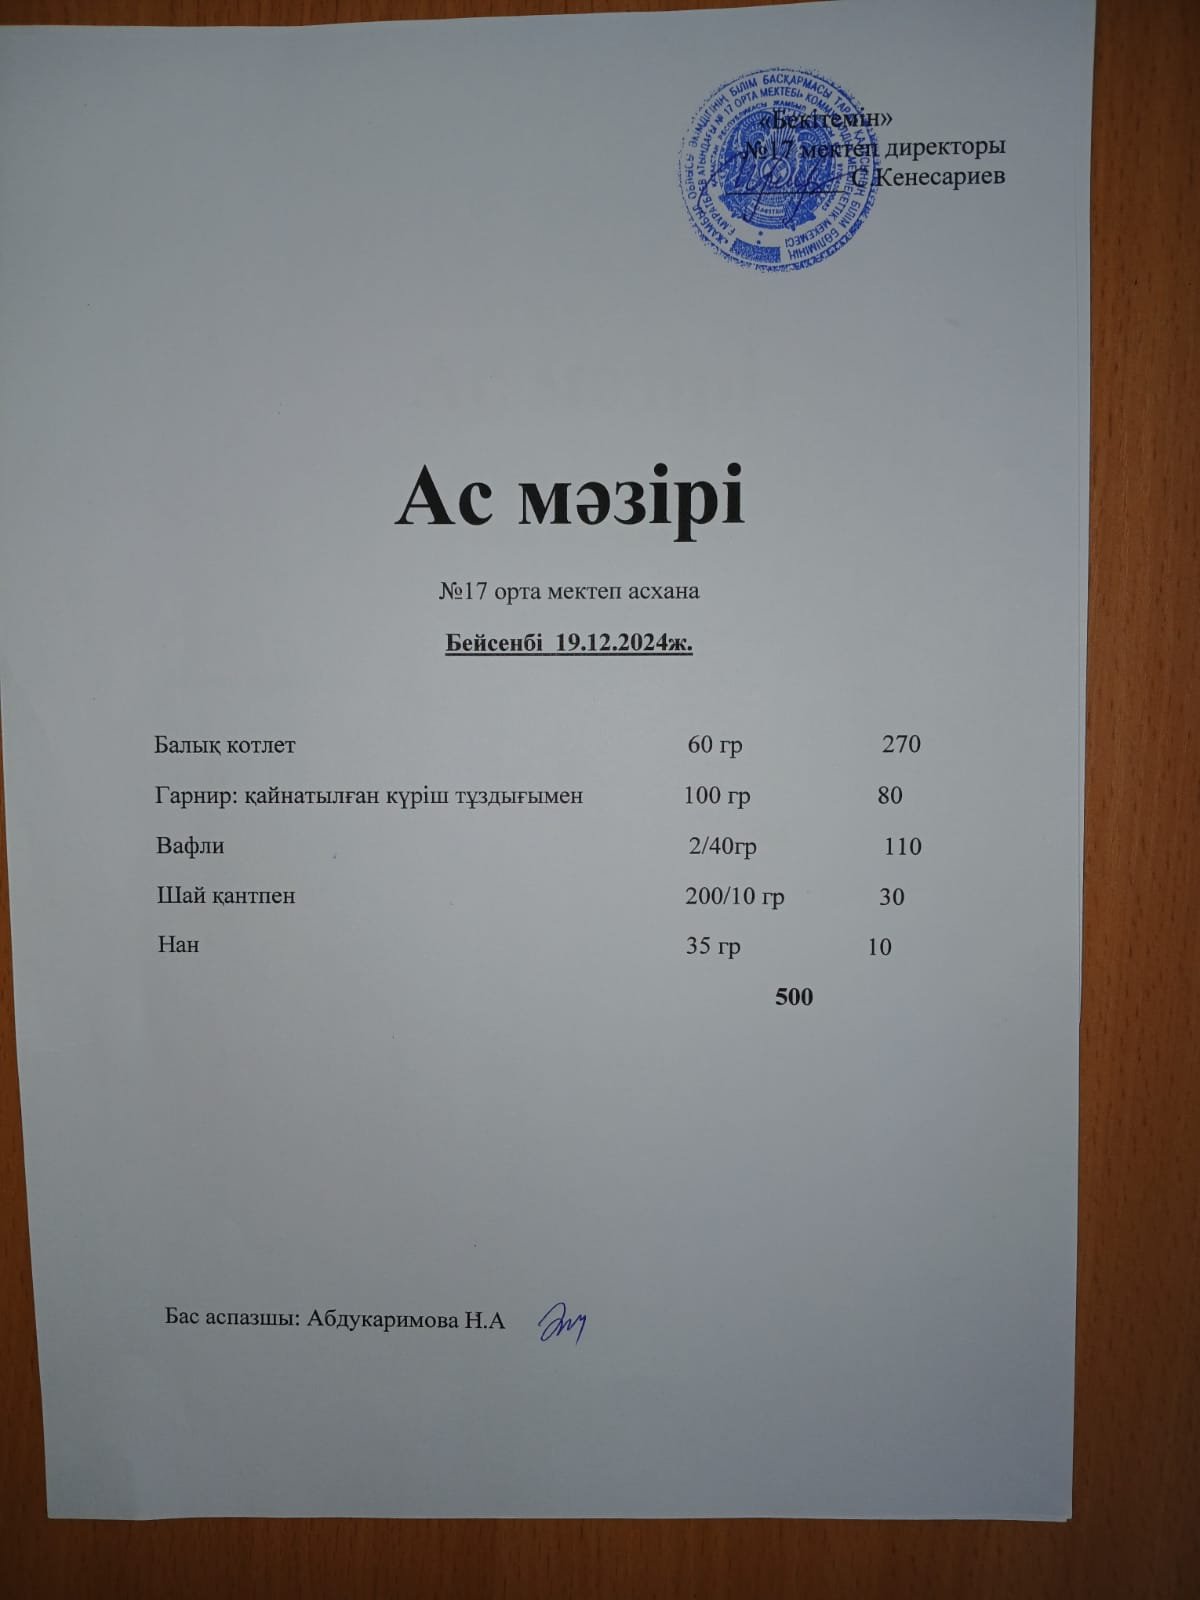 «Бекітемін»
№17 мектеп директоры
С.Кенесариев
Ас мәзірі
№17 орта мектеп асхана
Бейсенбі 19.12.2024ж.
Балық котлет 60 гр 270
Гарнир: қайнатылған күріш тұздығымен 100 гр 80
Вафли 2/40гр 110
Шай қантпен 200/10 гр 30
Нан 35 гр 10
500
Бас аспазшы: Абдукаримова Н.А